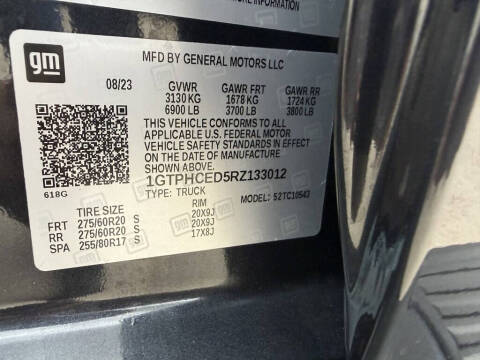 INFORMATION
gm
MFD BY GENERAL MOTORS LLC
08/23 GVWR GAWR FRT GAWR RR
3130 KG 1678 KG 1724 KG
6900 LB 3700 LB 3800 LB
THIS VEHICLE CONFORMS TO ALL
APPLICABLE U.S. FEDERAL MOTOR
VEHICLE SAFETY STANDARDS IN EFFECT
ON THE DATE OF MANUFACTURE
SHOWN ABOVE.
618G
1GTPHCED5RZ133012
TYPE: TRUCK MODEL: 52TC10543
TIRE SIZE RIM
FRT 275/60R20 S 20X9J
RR 275/60R20 S 20X9J
SPA 255/80R17 S 17X8J